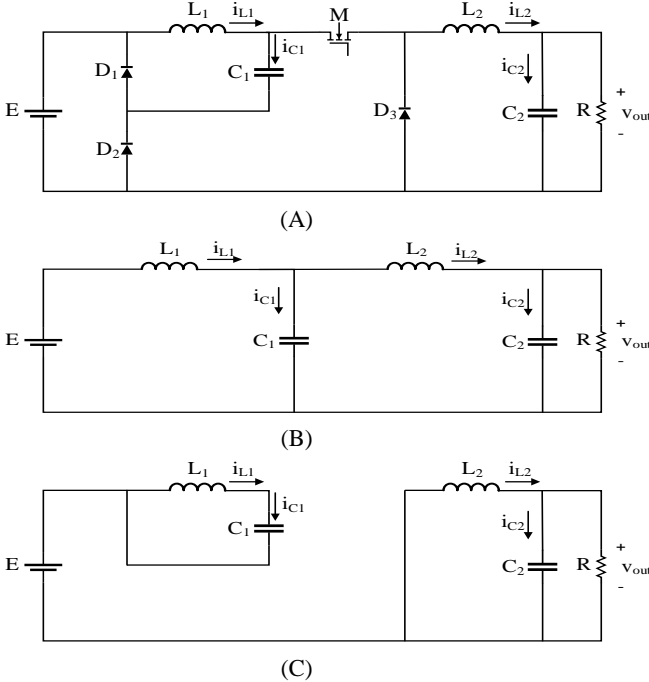 L1 iL1 M L2 iL2
iC1 iC2
D1 C1
E D3 C2 R + vout -
D2
(A)
L1 iL1 L2 iL2
iC1 iC2
E C1 C2 R + vout -
(B)
L1 iL1 L2 iL2
iC1 iC2
C1
E C2 R + vout -
(C)